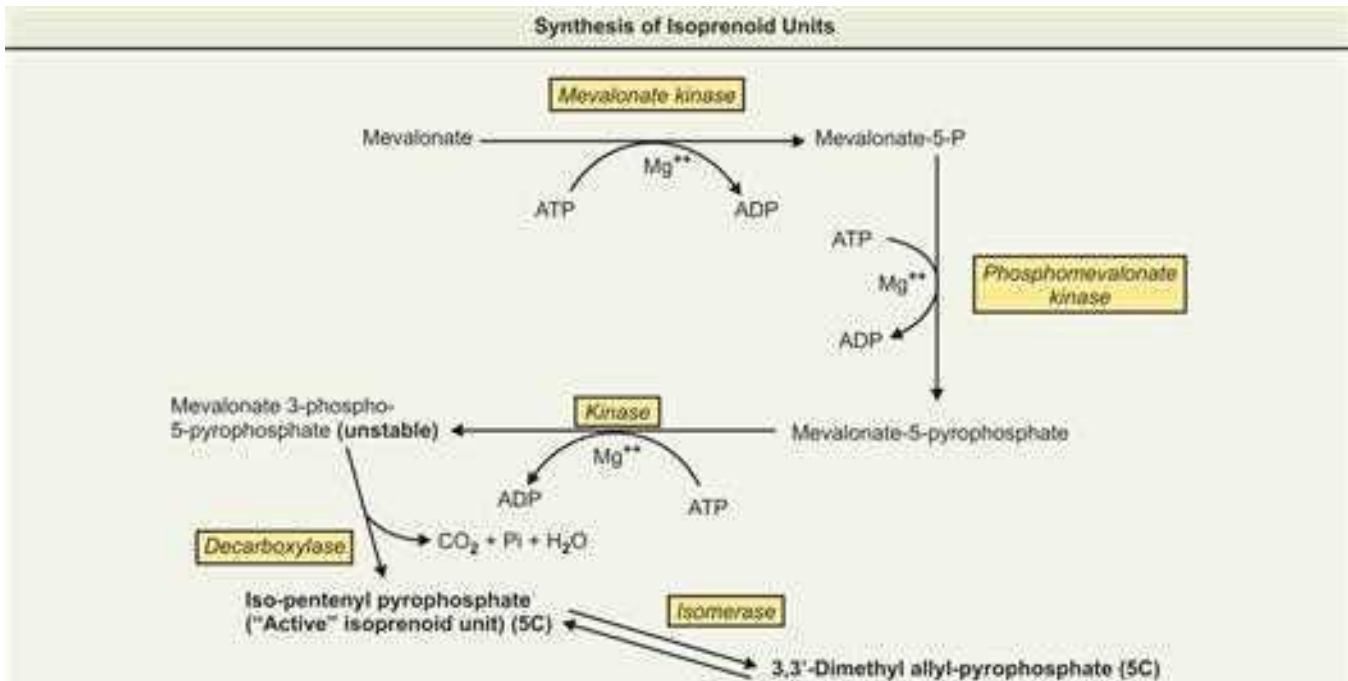 Synthesis of Isoprenoid Units
Mevalonate kinase
Mevalonate
Mevalonate-5-P
Mg⁺⁺
ATP
ADP
ATP
Mg⁺⁺
ADP
Phosphomevalonate
kinase
Mevalonate 3-phospho-
5-pyrophosphate (unstable)
Kinase
Mevalonate-5-pyrophosphate
Mg⁺⁺
ADP
ATP
Decarboxylase
CO₂ + Pi + H₂O
Iso-pentenyl pyrophosphate
("Active" isoprenoid unit) (5C)
Isomerase
3,3'-Dimethyl allyl-pyrophosphate (5C)